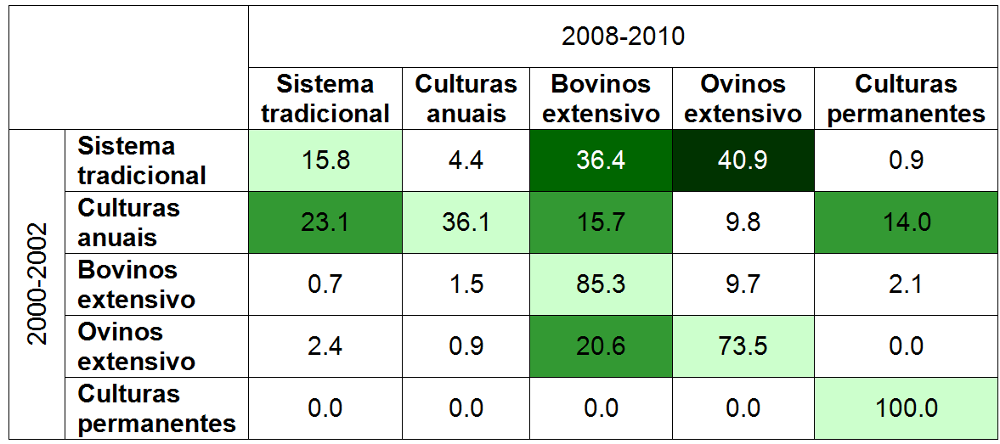 2008-2010
Sistema tradicional Culturas anuais Bovinos extensivo Ovinos extensivo Culturas permanentes
2000-2002
Sistema tradicional 15.8 4.4 36.4 40.9 0.9
Culturas anuais 23.1 36.1 15.7 9.8 14.0
Bovinos extensivo 0.7 1.5 85.3 9.7 2.1
Ovinos extensivo 2.4 0.9 20.6 73.5 0.0
Culturas permanentes 0.0 0.0 0.0 0.0 100.0